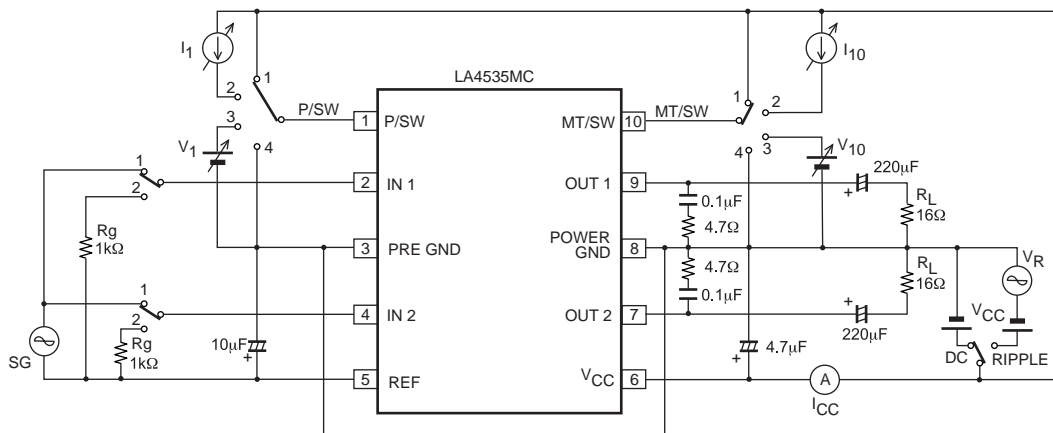 I1
I10
LA4535MC
1
2
3
4
P/SW
1
P/SW
MT/SW
10
MT/SW
1
2
3
4
V1
V10
1
2
2
IN 1
OUT 1
9
220μF
+
0.1μF
4.7Ω
RL
16Ω
Rg
1kΩ
3
PRE GND
POWER
GND
8
4.7Ω
0.1μF
RL
16Ω
VR
1
2
4
IN 2
OUT 2
7
+
220μF
VCC
SG
Rg
1kΩ
10μF
+
4.7μF
+
DC
RIPPLE
5
REF
VCC
6
A
ICC